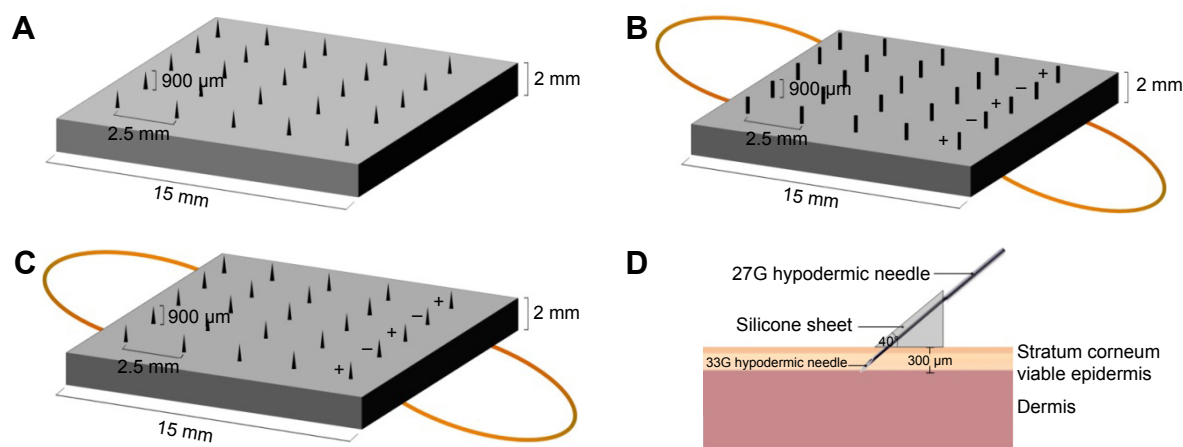 A
900 µm
2.5 mm
2 mm
15 mm
B
900 µm
2.5 mm
+
–
+
–
+
2 mm
15 mm
C
900 µm
2.5 mm
+
–
+
–
+
2 mm
15 mm
D
27G hypodermic needle
Silicone sheet
40°
33G hypodermic needle
300 µm
Stratum corneum
viable epidermis
Dermis